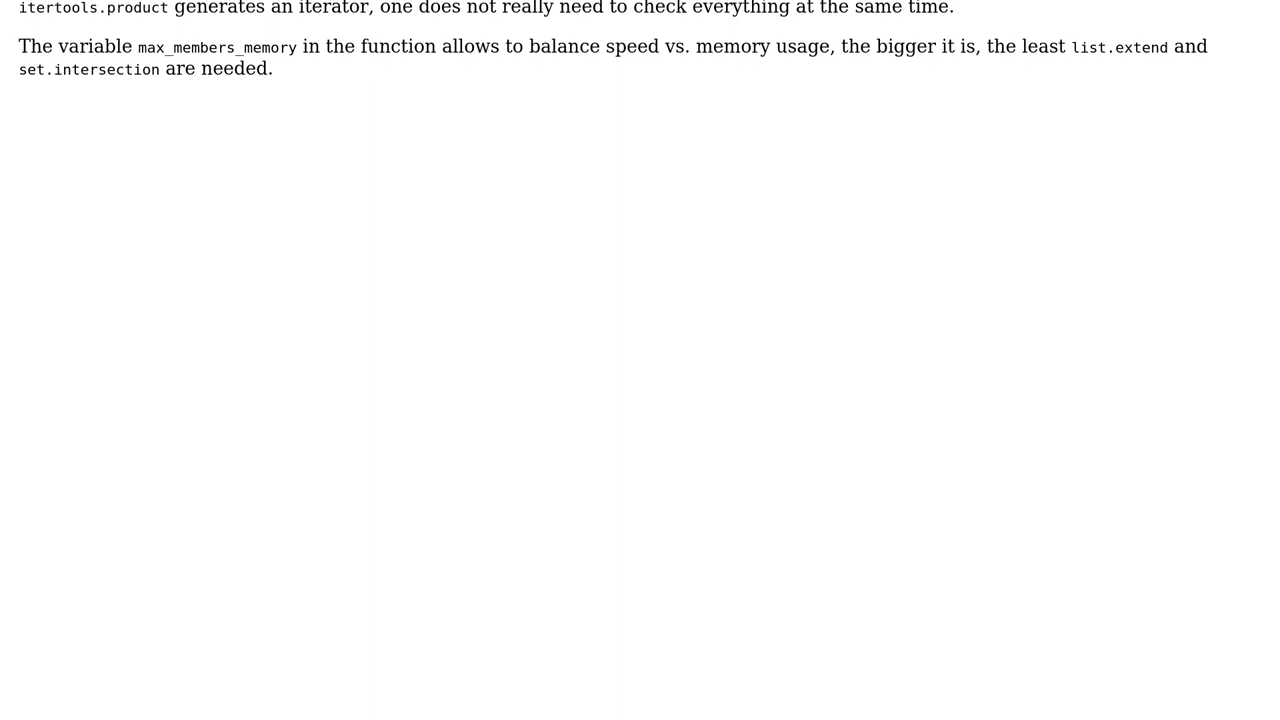 itertools.product generates an iterator, one does not really need to check everything at the same time.
The variable max_members_memory in the function allows to balance speed vs. memory usage, the bigger it is, the least list.extend and
set.intersection are needed.